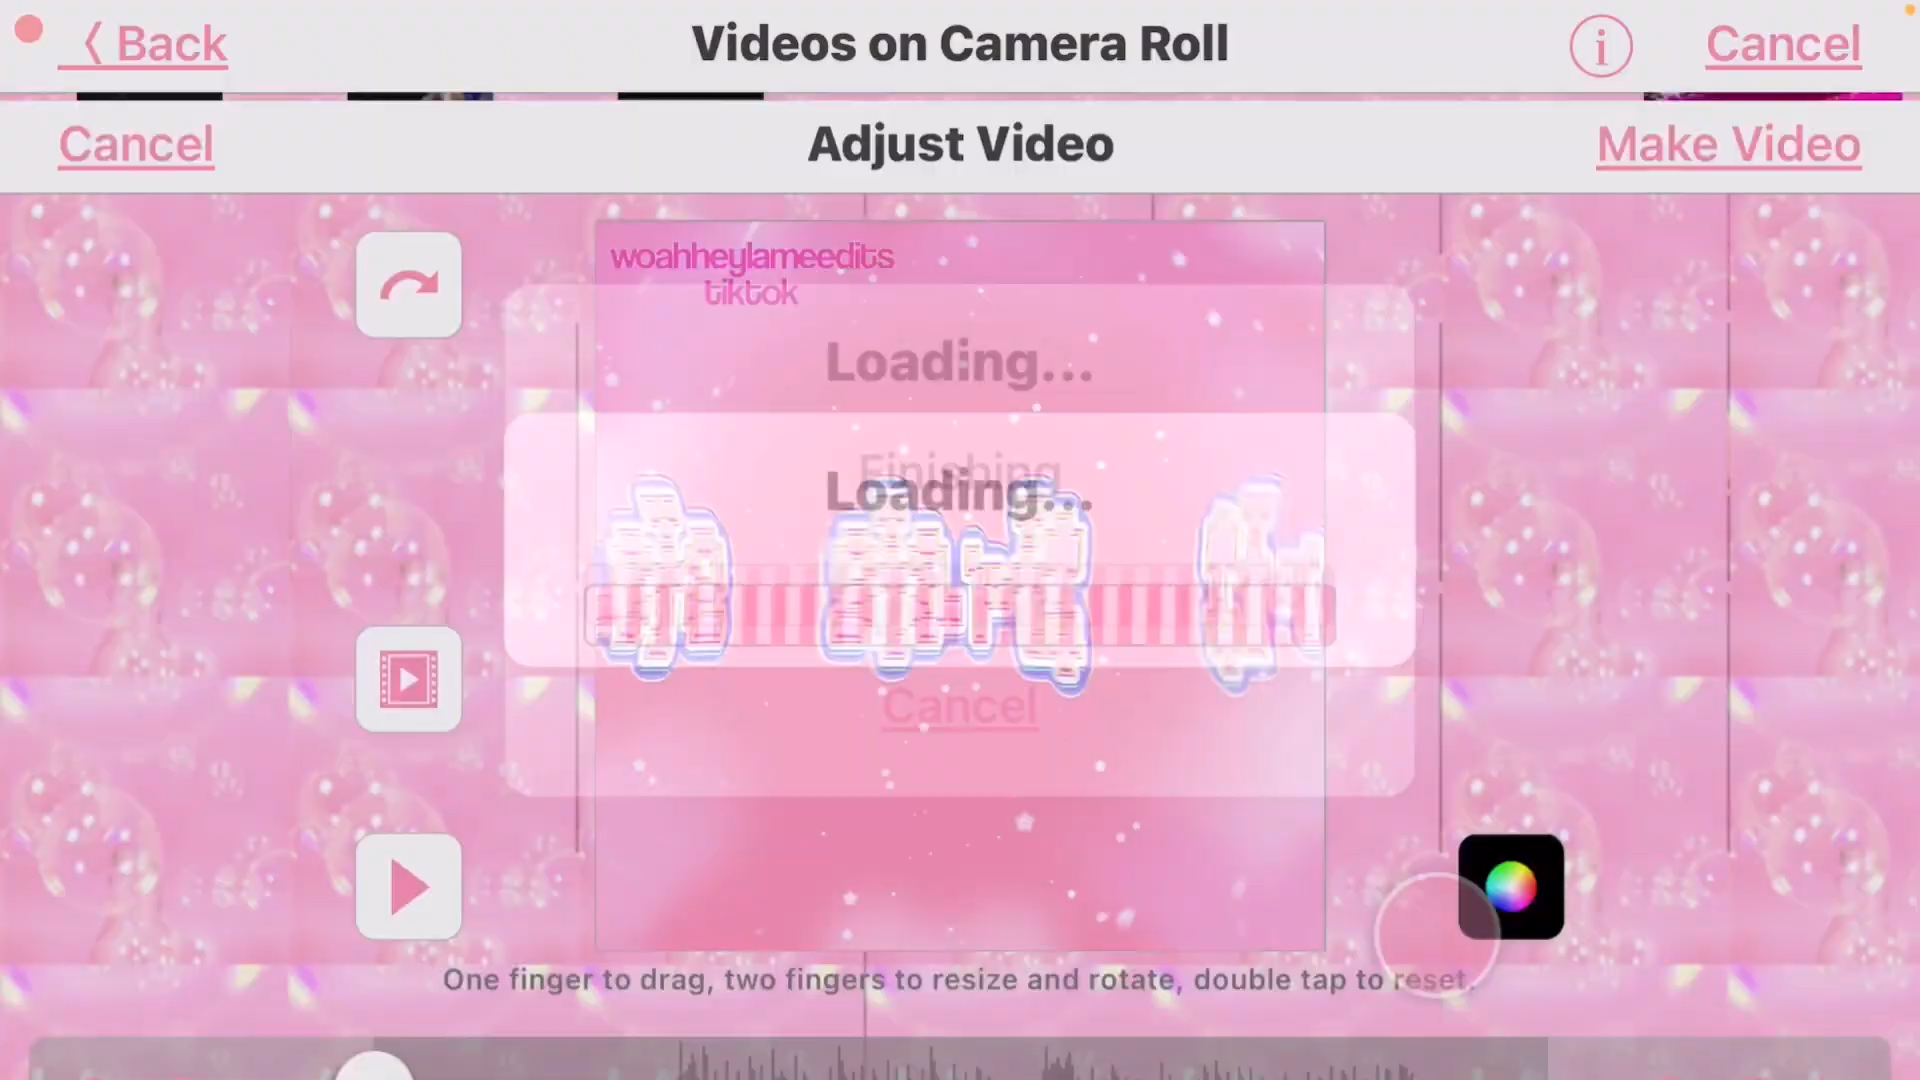 Back
Videos on Camera Roll
Cancel
Cancel
Adjust Video
Make Video
woahheylameedits
tiktok
Loading...
Finishing
Loading...
Cancel
One finger to drag, two fingers to resize and rotate, double tap to reset.